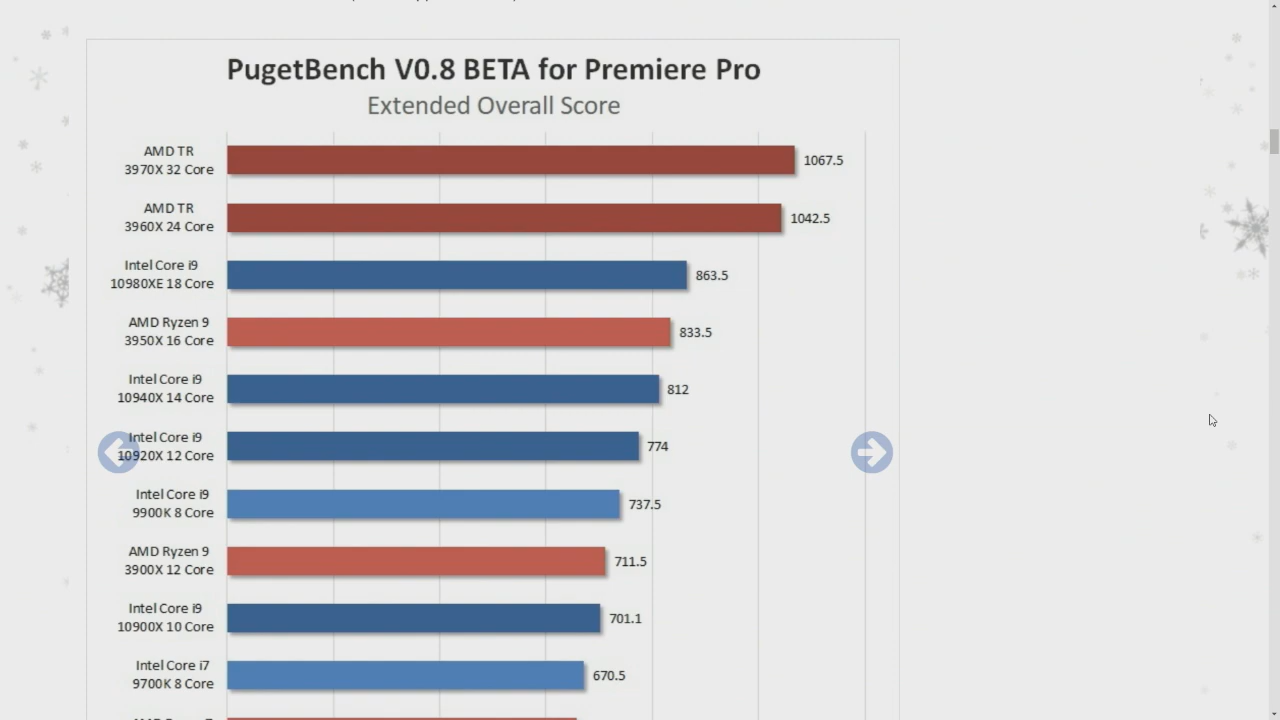 PugetBench V0.8 BETA for Premiere Pro
Extended Overall Score
AMD TR
3970X 32 Core
1067.5
AMD TR
3960X 24 Core
1042.5
Intel Core i9
10980XE 18 Core
863.5
AMD Ryzen 9
3950X 16 Core
833.5
Intel Core i9
10940X 14 Core
812
Intel Core i9
10920X 12 Core
774
Intel Core i9
9900K 8 Core
737.5
AMD Ryzen 9
3900X 12 Core
711.5
Intel Core i9
10900X 10 Core
701.1
Intel Core i7
9700K 8 Core
670.5